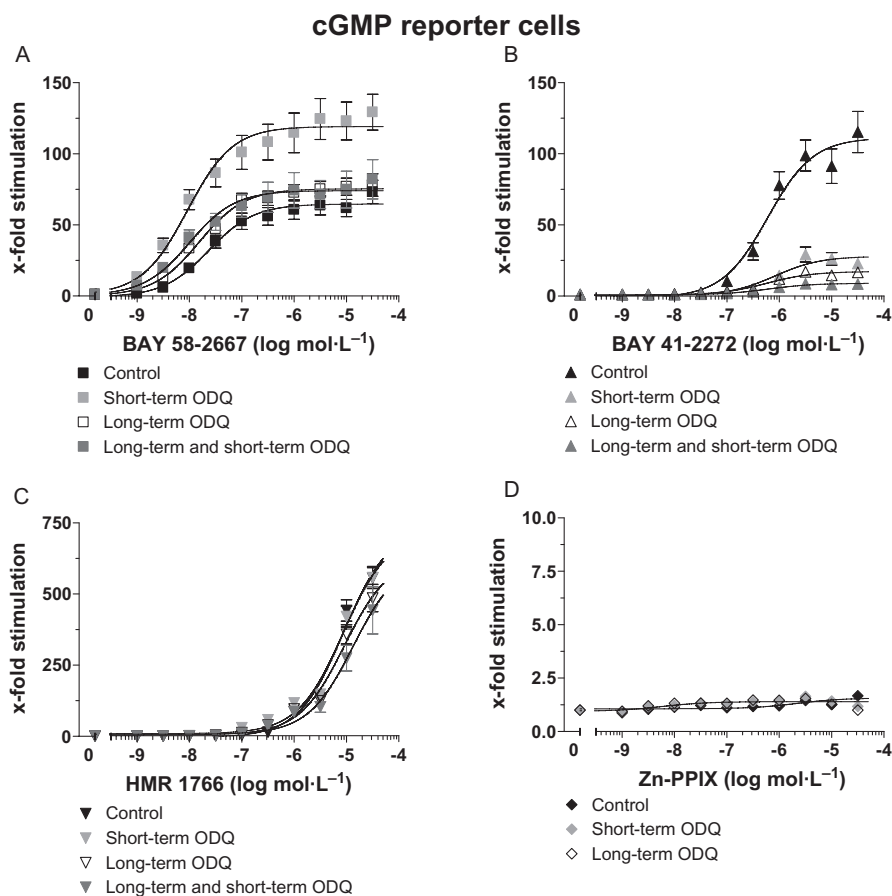 cGMP reporter cells
A
x-fold stimulation
150
100
50
0
0 -9 -8 -7 -6 -5 -4
BAY 58-2667 (log mol·L⁻¹)
Control
Short-term ODQ
Long-term ODQ
Long-term and short-term ODQ
B
x-fold stimulation
150
100
50
0
0 -9 -8 -7 -6 -5 -4
BAY 41-2272 (log mol·L⁻¹)
Control
Short-term ODQ
Long-term ODQ
Long-term and short-term ODQ
C
x-fold stimulation
750
500
250
0
0 -9 -8 -7 -6 -5 -4
HMR 1766 (log mol·L⁻¹)
Control
Short-term ODQ
Long-term ODQ
Long-term and short-term ODQ
D
x-fold stimulation
10.0
7.5
5.0
2.5
0.0
0 -9 -8 -7 -6 -5 -4
Zn-PPIX (log mol·L⁻¹)
Control
Short-term ODQ
Long-term ODQ